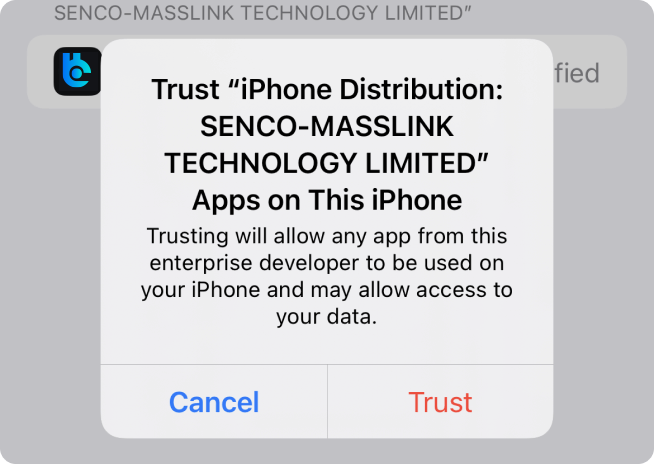 SENCO-MASSLINK TECHNOLOGY LIMITED”
fied
Trust “iPhone Distribution:
SENCO-MASSLINK
TECHNOLOGY LIMITED”
Apps on This iPhone
Trusting will allow any app from this
enterprise developer to be used on
your iPhone and may allow access to
your data.
Cancel
Trust